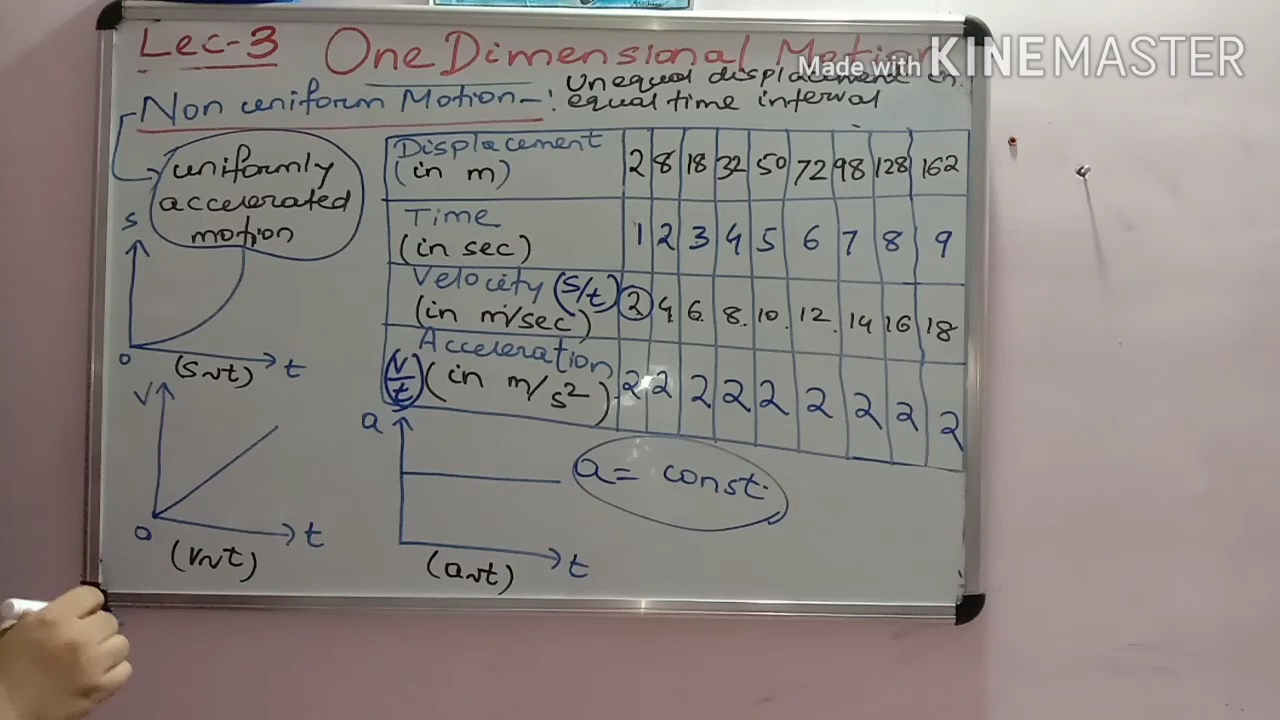 Lec-3 One Dimensional Motion
Made with KINEMASTER
Non uniform Motion-: Unequal displacement in
equal time interval
uniformly
accelerated
motion
Displacement
(in m)
2 8 18 32 50 72 98 128 162
Time
(in sec)
1 2 3 4 5 6 7 8 9
Velocity (s/t)
(in m/sec)
2 4 6 8 10 12 14 16 18
Acceleration
v/t (in m/s²)
2 2 2 2 2 2 2 2 2
s
0
t
(s~t)
v
0
t
(v~t)
a
t
(a~t)
a = const.